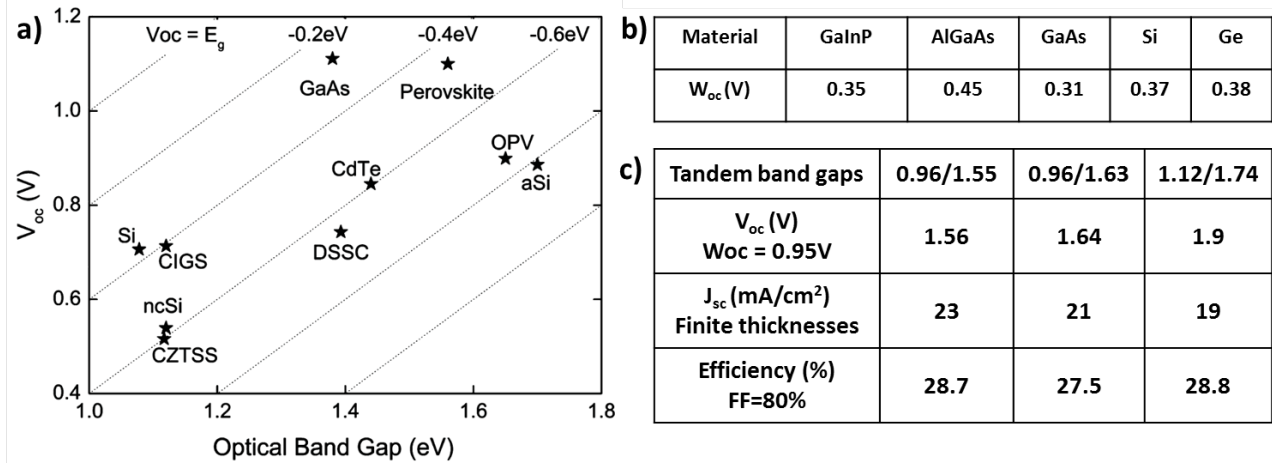 a)
Voc = E_g
-0.2eV
-0.4eV
-0.6eV
1.2
1.0
0.8
0.6
0.4
V_oc (V)
GaAs
Perovskite
OPV
aSi
CdTe
DSSC
Si
CIGS
ncSi
CZTSS
1.0 1.2 1.4 1.6 1.8
Optical Band Gap (eV)
b)
Material GaInP AlGaAs GaAs Si Ge
W_oc (V) 0.35 0.45 0.31 0.37 0.38
c)
Tandem band gaps 0.96/1.55 0.96/1.63 1.12/1.74
V_oc (V)
Woc = 0.95V
1.56 1.64 1.9
J_sc (mA/cm²)
Finite thicknesses
23 21 19
Efficiency (%)
FF=80%
28.7 27.5 28.8